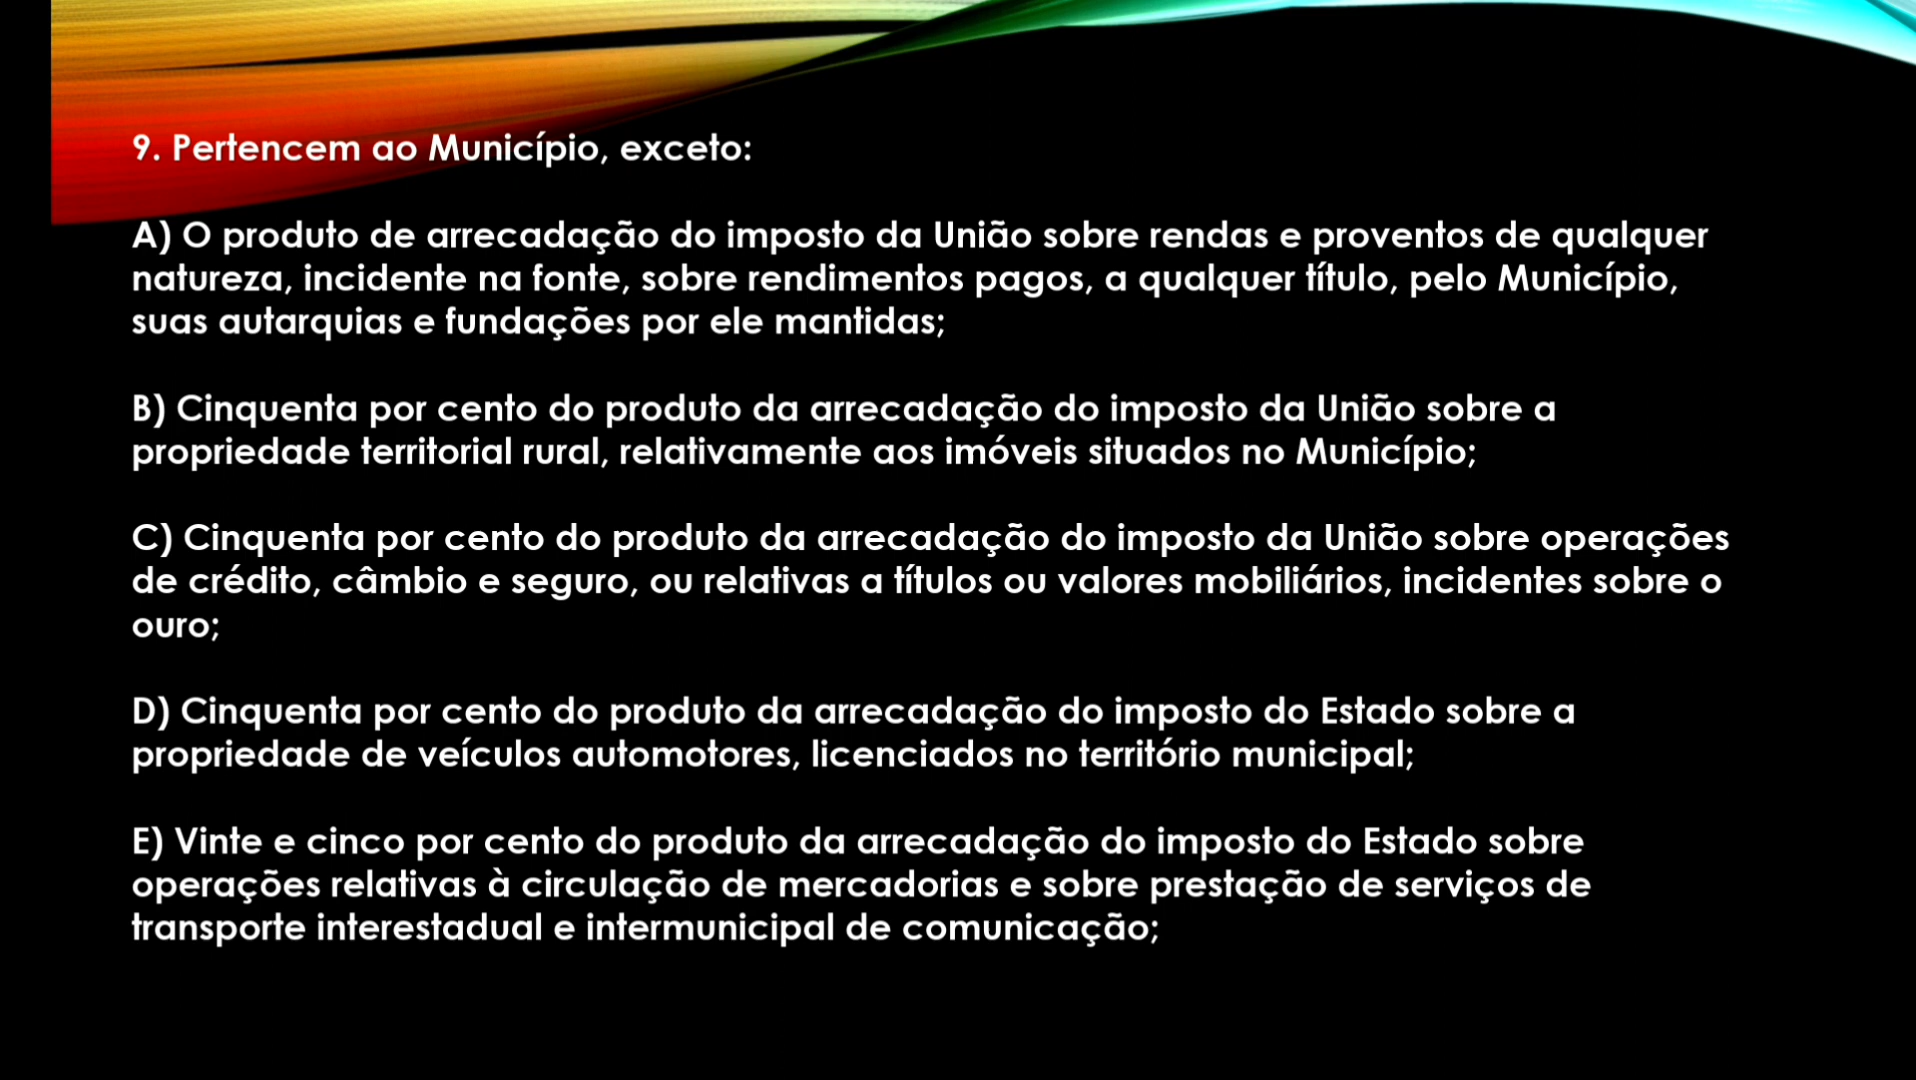 9. Pertencem ao Município, exceto:
A) O produto de arrecadação do imposto da União sobre rendas e proventos de qualquer
natureza, incidente na fonte, sobre rendimentos pagos, a qualquer título, pelo Município,
suas autarquias e fundações por ele mantidas;
B) Cinquenta por cento do produto da arrecadação do imposto da União sobre a
propriedade territorial rural, relativamente aos imóveis situados no Município;
C) Cinquenta por cento do produto da arrecadação do imposto da União sobre operações
de crédito, câmbio e seguro, ou relativas a títulos ou valores mobiliários, incidentes sobre o
ouro;
D) Cinquenta por cento do produto da arrecadação do imposto do Estado sobre a
propriedade de veículos automotores, licenciados no território municipal;
E) Vinte e cinco por cento do produto da arrecadação do imposto do Estado sobre
operações relativas à circulação de mercadorias e sobre prestação de serviços de
transporte interestadual e intermunicipal de comunicação;